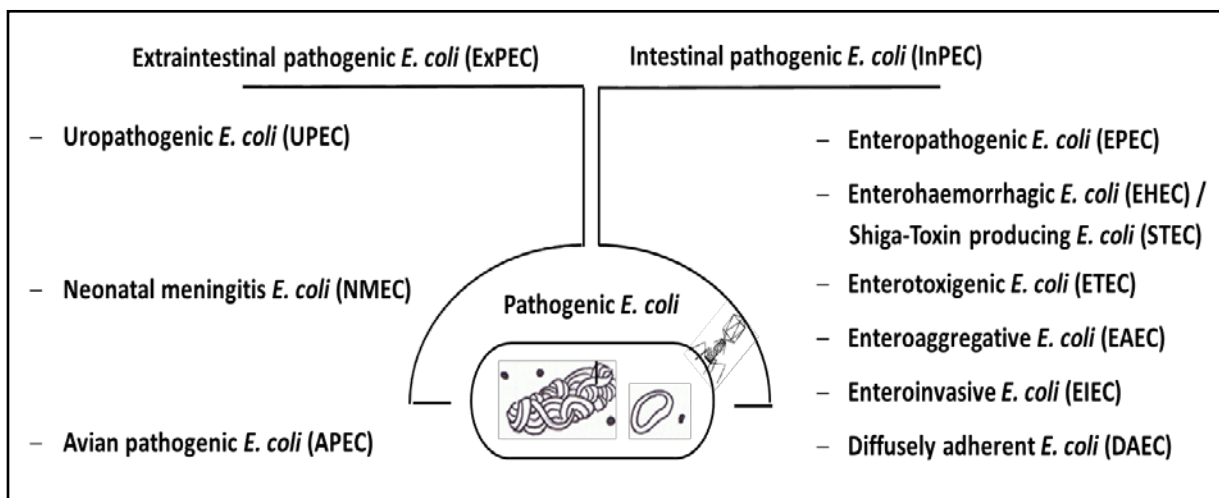 Extraintestinal pathogenic E. coli (ExPEC)
– Uropathogenic E. coli (UPEC)
– Neonatal meningitis E. coli (NMEC)
– Avian pathogenic E. coli (APEC)
Intestinal pathogenic E. coli (InPEC)
– Enteropathogenic E. coli (EPEC)
– Enterohaemorrhagic E. coli (EHEC) /
Shiga-Toxin producing E. coli (STEC)
– Enterotoxigenic E. coli (ETEC)
– Enteroaggregative E. coli (EAEC)
– Enteroinvasive E. coli (EIEC)
– Diffusely adherent E. coli (DAEC)
Pathogenic E. coli